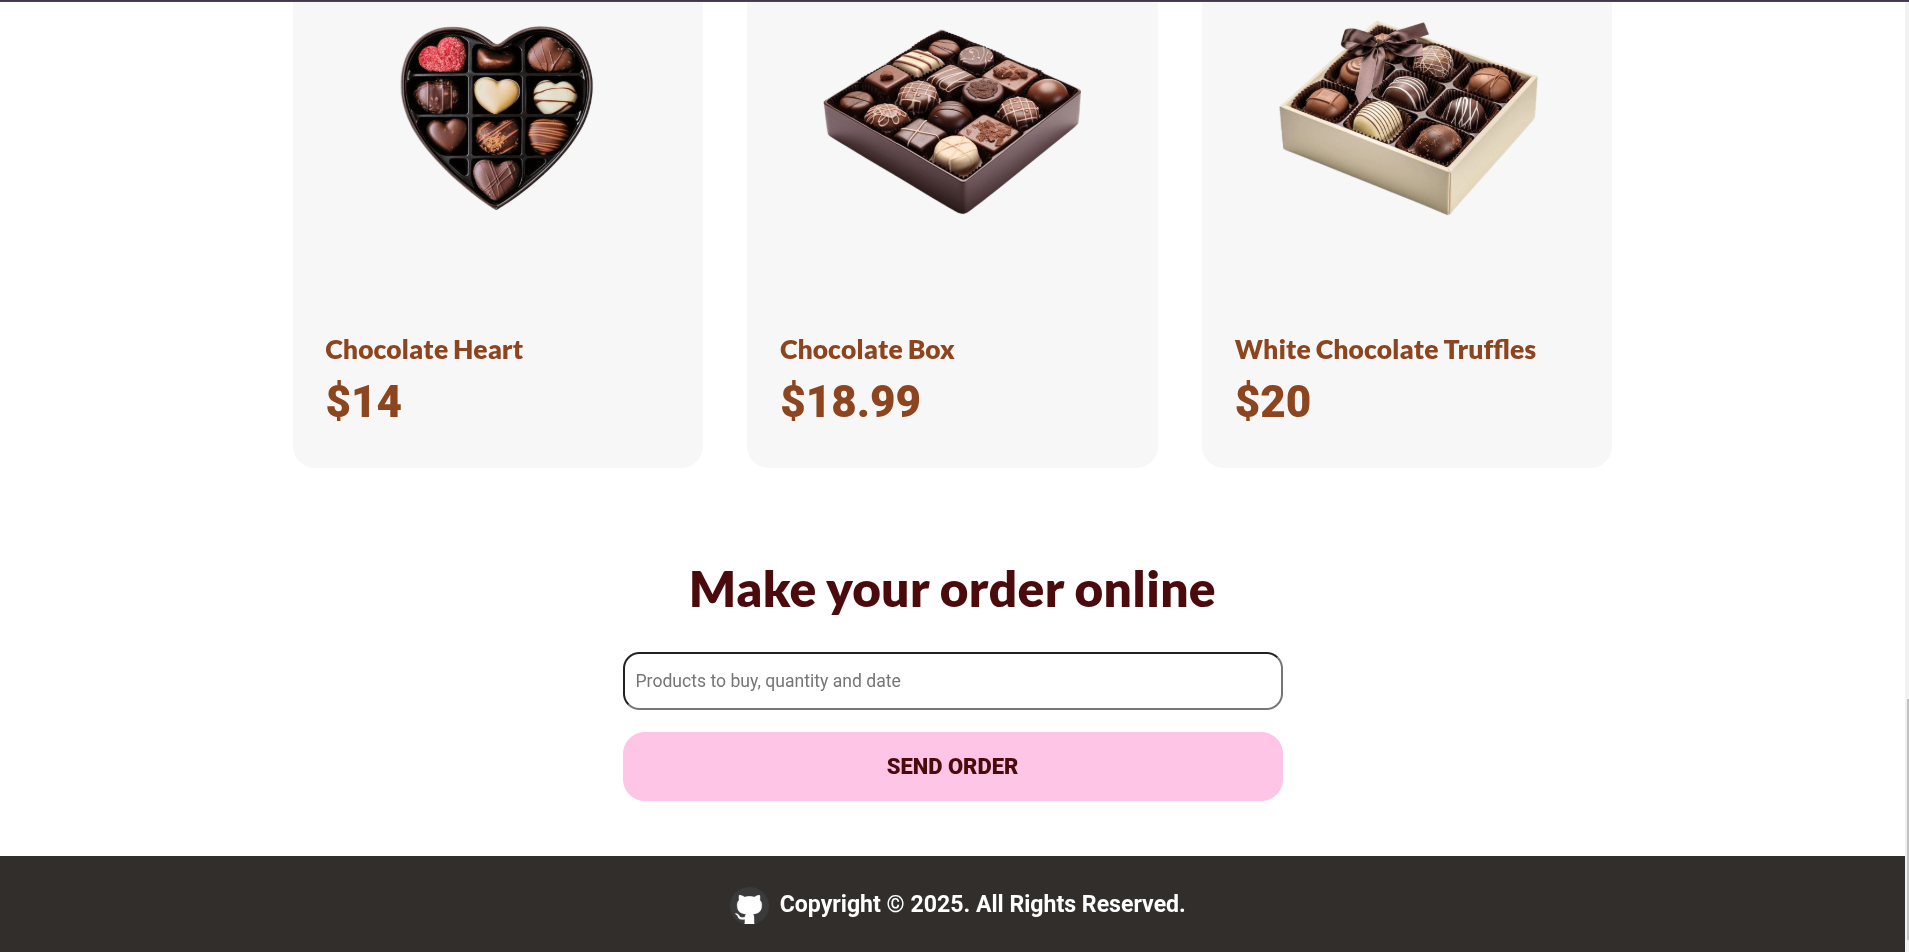 Chocolate Heart
$14
Chocolate Box
$18.99
White Chocolate Truffles
$20
Make your order online
Products to buy, quantity and date
SEND ORDER
Copyright © 2025. All Rights Reserved.